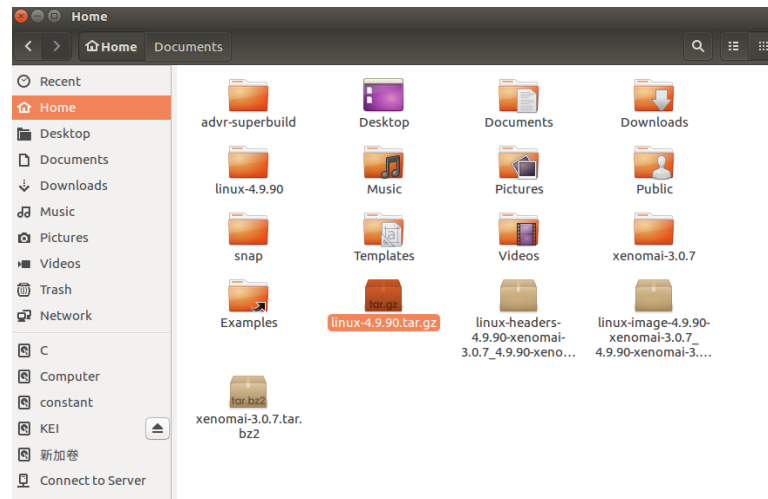 Home
Home
Documents
Recent
Home
Desktop
Documents
Downloads
Music
Pictures
Videos
Trash
Network
C
Computer
constant
KEI
新加卷
Connect to Server
advr-superbuild
Desktop
Documents
Downloads
linux-4.9.90
Music
Pictures
Public
snap
Templates
Videos
xenomai-3.0.7
Examples
tar.gz
linux-4.9.90.tar.gz
linux-headers-
4.9.90-xenomai-
3.0.7_4.9.90-xeno...
linux-image-4.9.90-
xenomai-3.0.7_
4.9.90-xenomai-3....
tar.bz2
xenomai-3.0.7.tar.
bz2